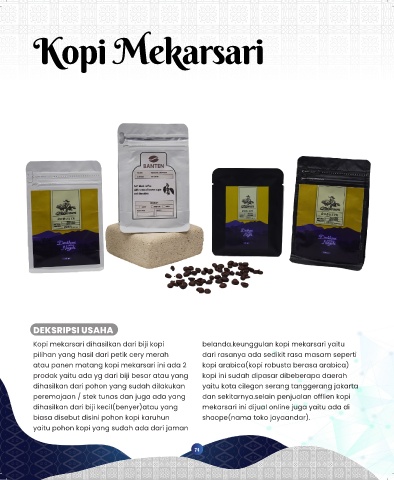 Kopi Mekarsari
BANTEN
DEKSRIPSI USAHA
Kopi mekarsari dihasilkan dari biji kopi
pilihan yang hasil dari petik cery merah
atau panen matang kopi mekarsari ini ada 2
prodak yaitu ada yg dari biji besar atau yang
dihasilkan dari pohon yang sudah dilakukan
peremajaan / stek tunas dan juga ada yang
dihasilkan dari biji kecil(benyer)atau yang
biasa disebut disini pohon kopi karuhun
yaitu pohon kopi yang sudah ada dari jaman
belanda.keunggulan kopi mekarsari yaitu
dari rasanya ada sedikit rasa masam seperti
kopi arabica(kopi robusta berasa arabica)
kopi ini sudah dipasar dibeberapa daerah
yaitu kota cilegon serang tanggerang jakarta
dan sekitarnya.selain penjualan offlien kopi
mekarsari ini dijual online juga yaitu ada di
shoope(nama toko jayaandar).
71